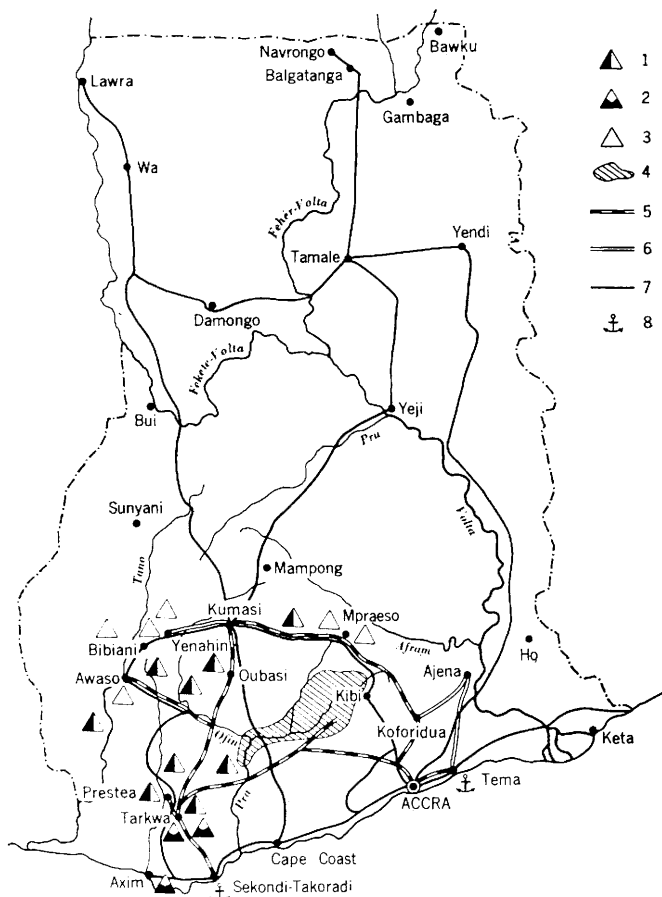 Navrongo
Bawku
Balgatanga
Lawra
Gambaga
Wa
Fehér-Volta
Tamale
Yendi
Damongo
Fekete-Volta
Bui
Yeji
Pru
Sunyani
Tano
Volta
Mampong
Kumasi
Mpraeso
Bibiani
Yenahin
Afram
Ho
Awaso
Oubasi
Kibi
Ajena
Ofin
Koforidua
Keta
Prestea
Pra
Tema
Tarkwa
ACCRA
Cape Coast
Axim
Sekondi-Takoradi
1
2
3
4
5
6
7
8